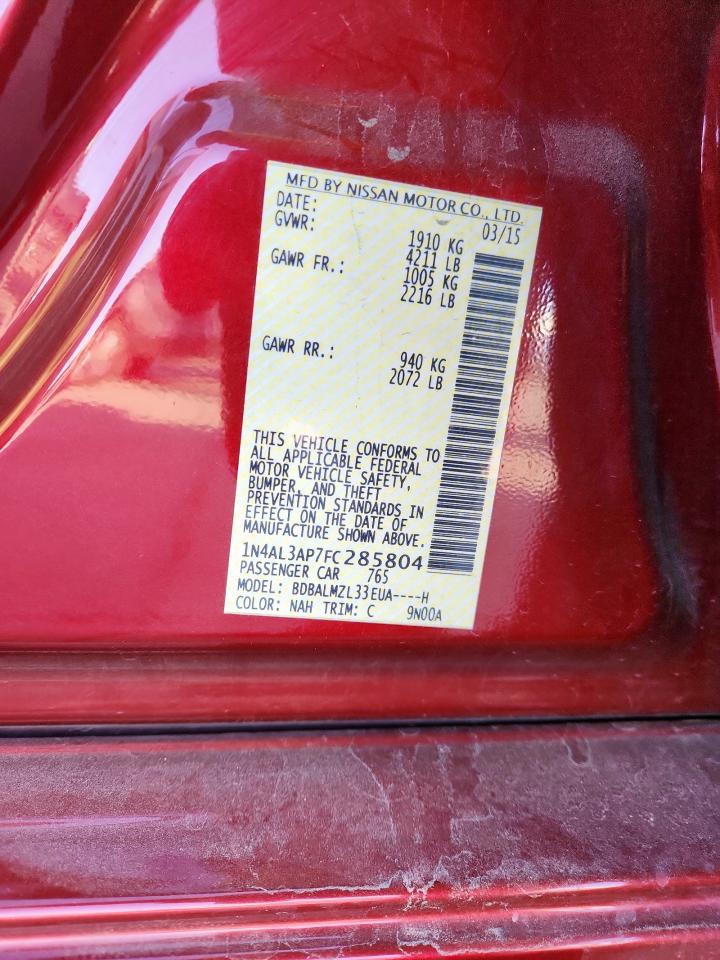 MFD BY NISSAN MOTOR CO., LTD.
DATE: 03/15
GVWR: 1910 KG
4211 LB
GAWR FR.: 1005 KG
2216 LB
GAWR RR.: 940 KG
2072 LB
THIS VEHICLE CONFORMS TO
ALL APPLICABLE FEDERAL
MOTOR VEHICLE SAFETY,
BUMPER, AND THEFT
PREVENTION STANDARDS IN
EFFECT ON THE DATE OF
MANUFACTURE SHOWN ABOVE.
1N4AL3AP7FC285804
PASSENGER CAR 765
MODEL: BDBALMZL33EUA----H
COLOR: NAH TRIM: C 9N00A